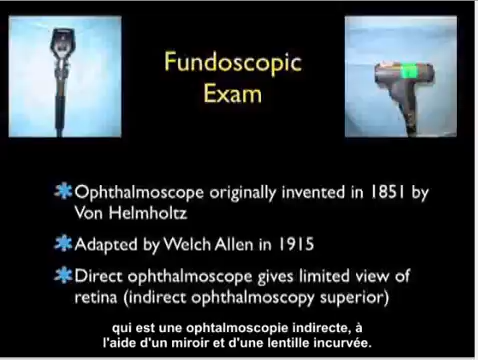 Fundoscopic
Exam
Ophthalmoscope originally invented in 1851 by
Von Helmholtz
Adapted by Welch Allen in 1915
Direct ophthalmoscope gives limited view of
retina (indirect ophthalmoscopy superior)
qui est une ophtalmoscopie indirecte, à
l'aide d'un miroir et d'une lentille incurvée.